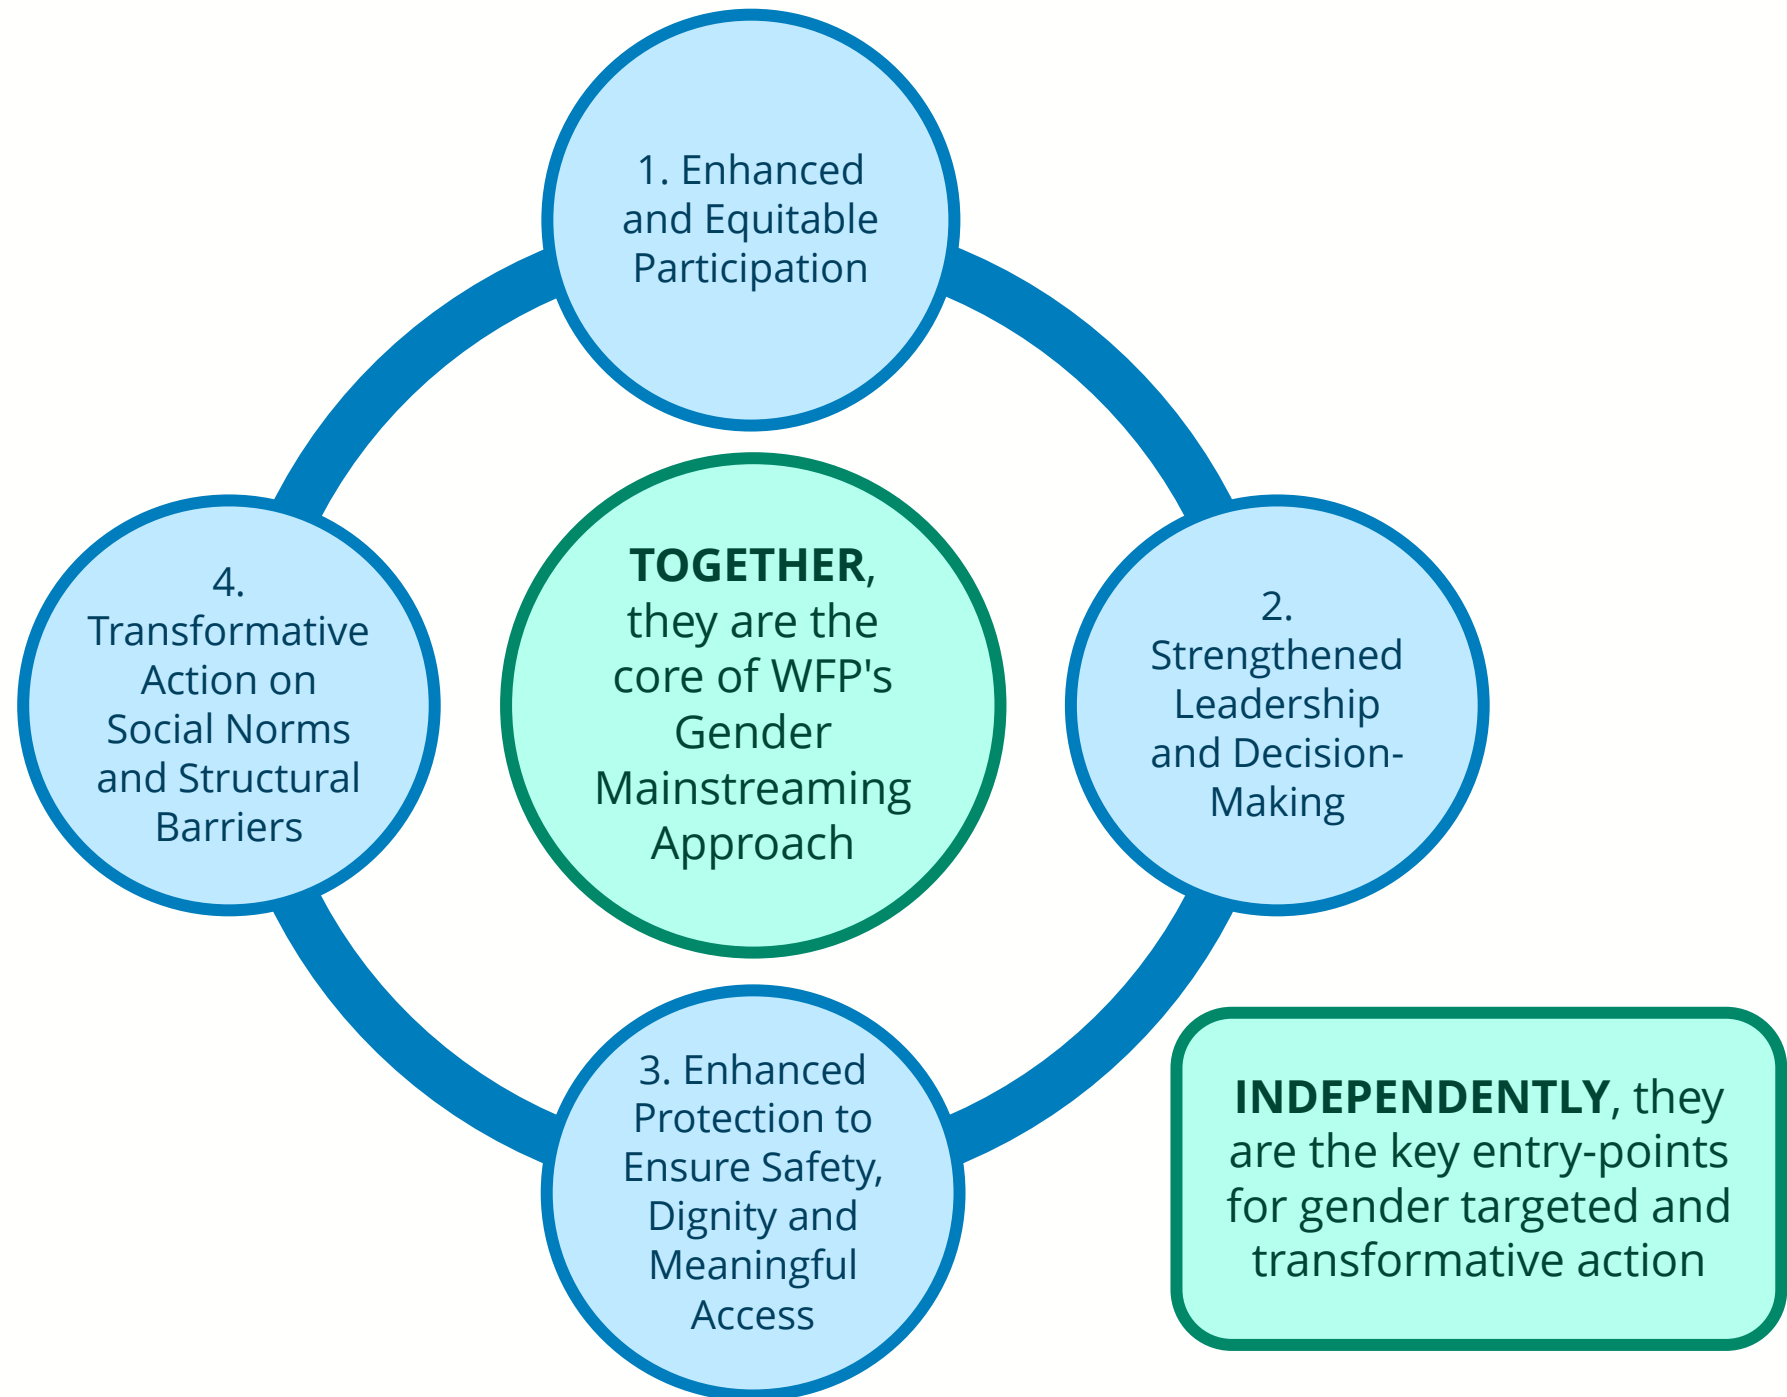 1. Enhanced
and Equitable
Participation
2.
Strengthened
Leadership
and Decision-
Making
3. Enhanced
Protection to
Ensure Safety,
Dignity and
Meaningful
Access
4.
Transformative
Action on
Social Norms
and Structural
Barriers
TOGETHER,
they are the
core of WFP's
Gender
Mainstreaming
Approach
INDEPENDENTLY, they
are the key entry-points
for gender targeted and
transformative action